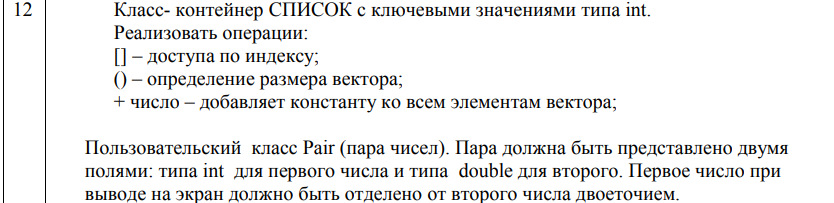 12 Класс- контейнер СПИСОК с ключевыми значениями типа int.
Реализовать операции:
[] – доступа по индексу;
() – определение размера вектора;
+ число – добавляет константу ко всем элементам вектора;
Пользовательский класс Pair (пара чисел). Пара должна быть представлено двумя
полями: типа int для первого числа и типа double для второго. Первое число при
выводе на экран должно быть отделено от второго числа двоеточием.